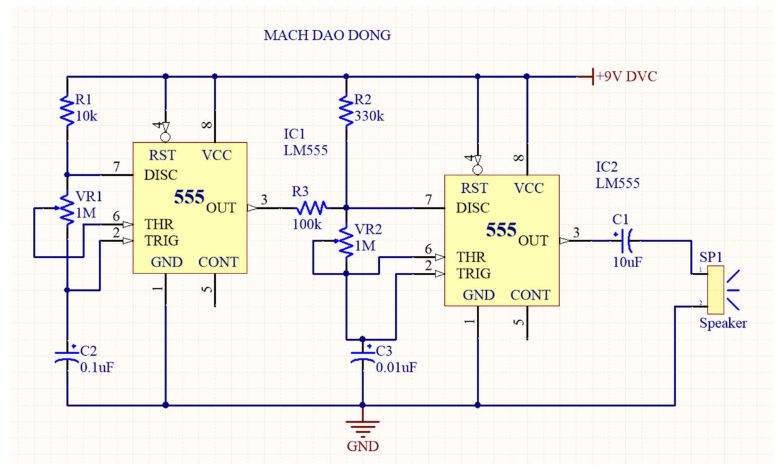 MACH DAO DONG
+9V DVC
R1
10k
R2
330k
4
8
IC1
LM555
4
8
RST VCC
7
DISC
IC2
LM555
RST VCC
VR1
1M
555
OUT
3
R3
100k
7
DISC
6
THR
2
TRIG
VR2
1M
555
OUT
3
C1
10uF
SP1
6
THR
2
TRIG
GND CONT
1
5
GND CONT
1
2
Speaker
1
5
C2
0.1uF
C3
0.01uF
GND